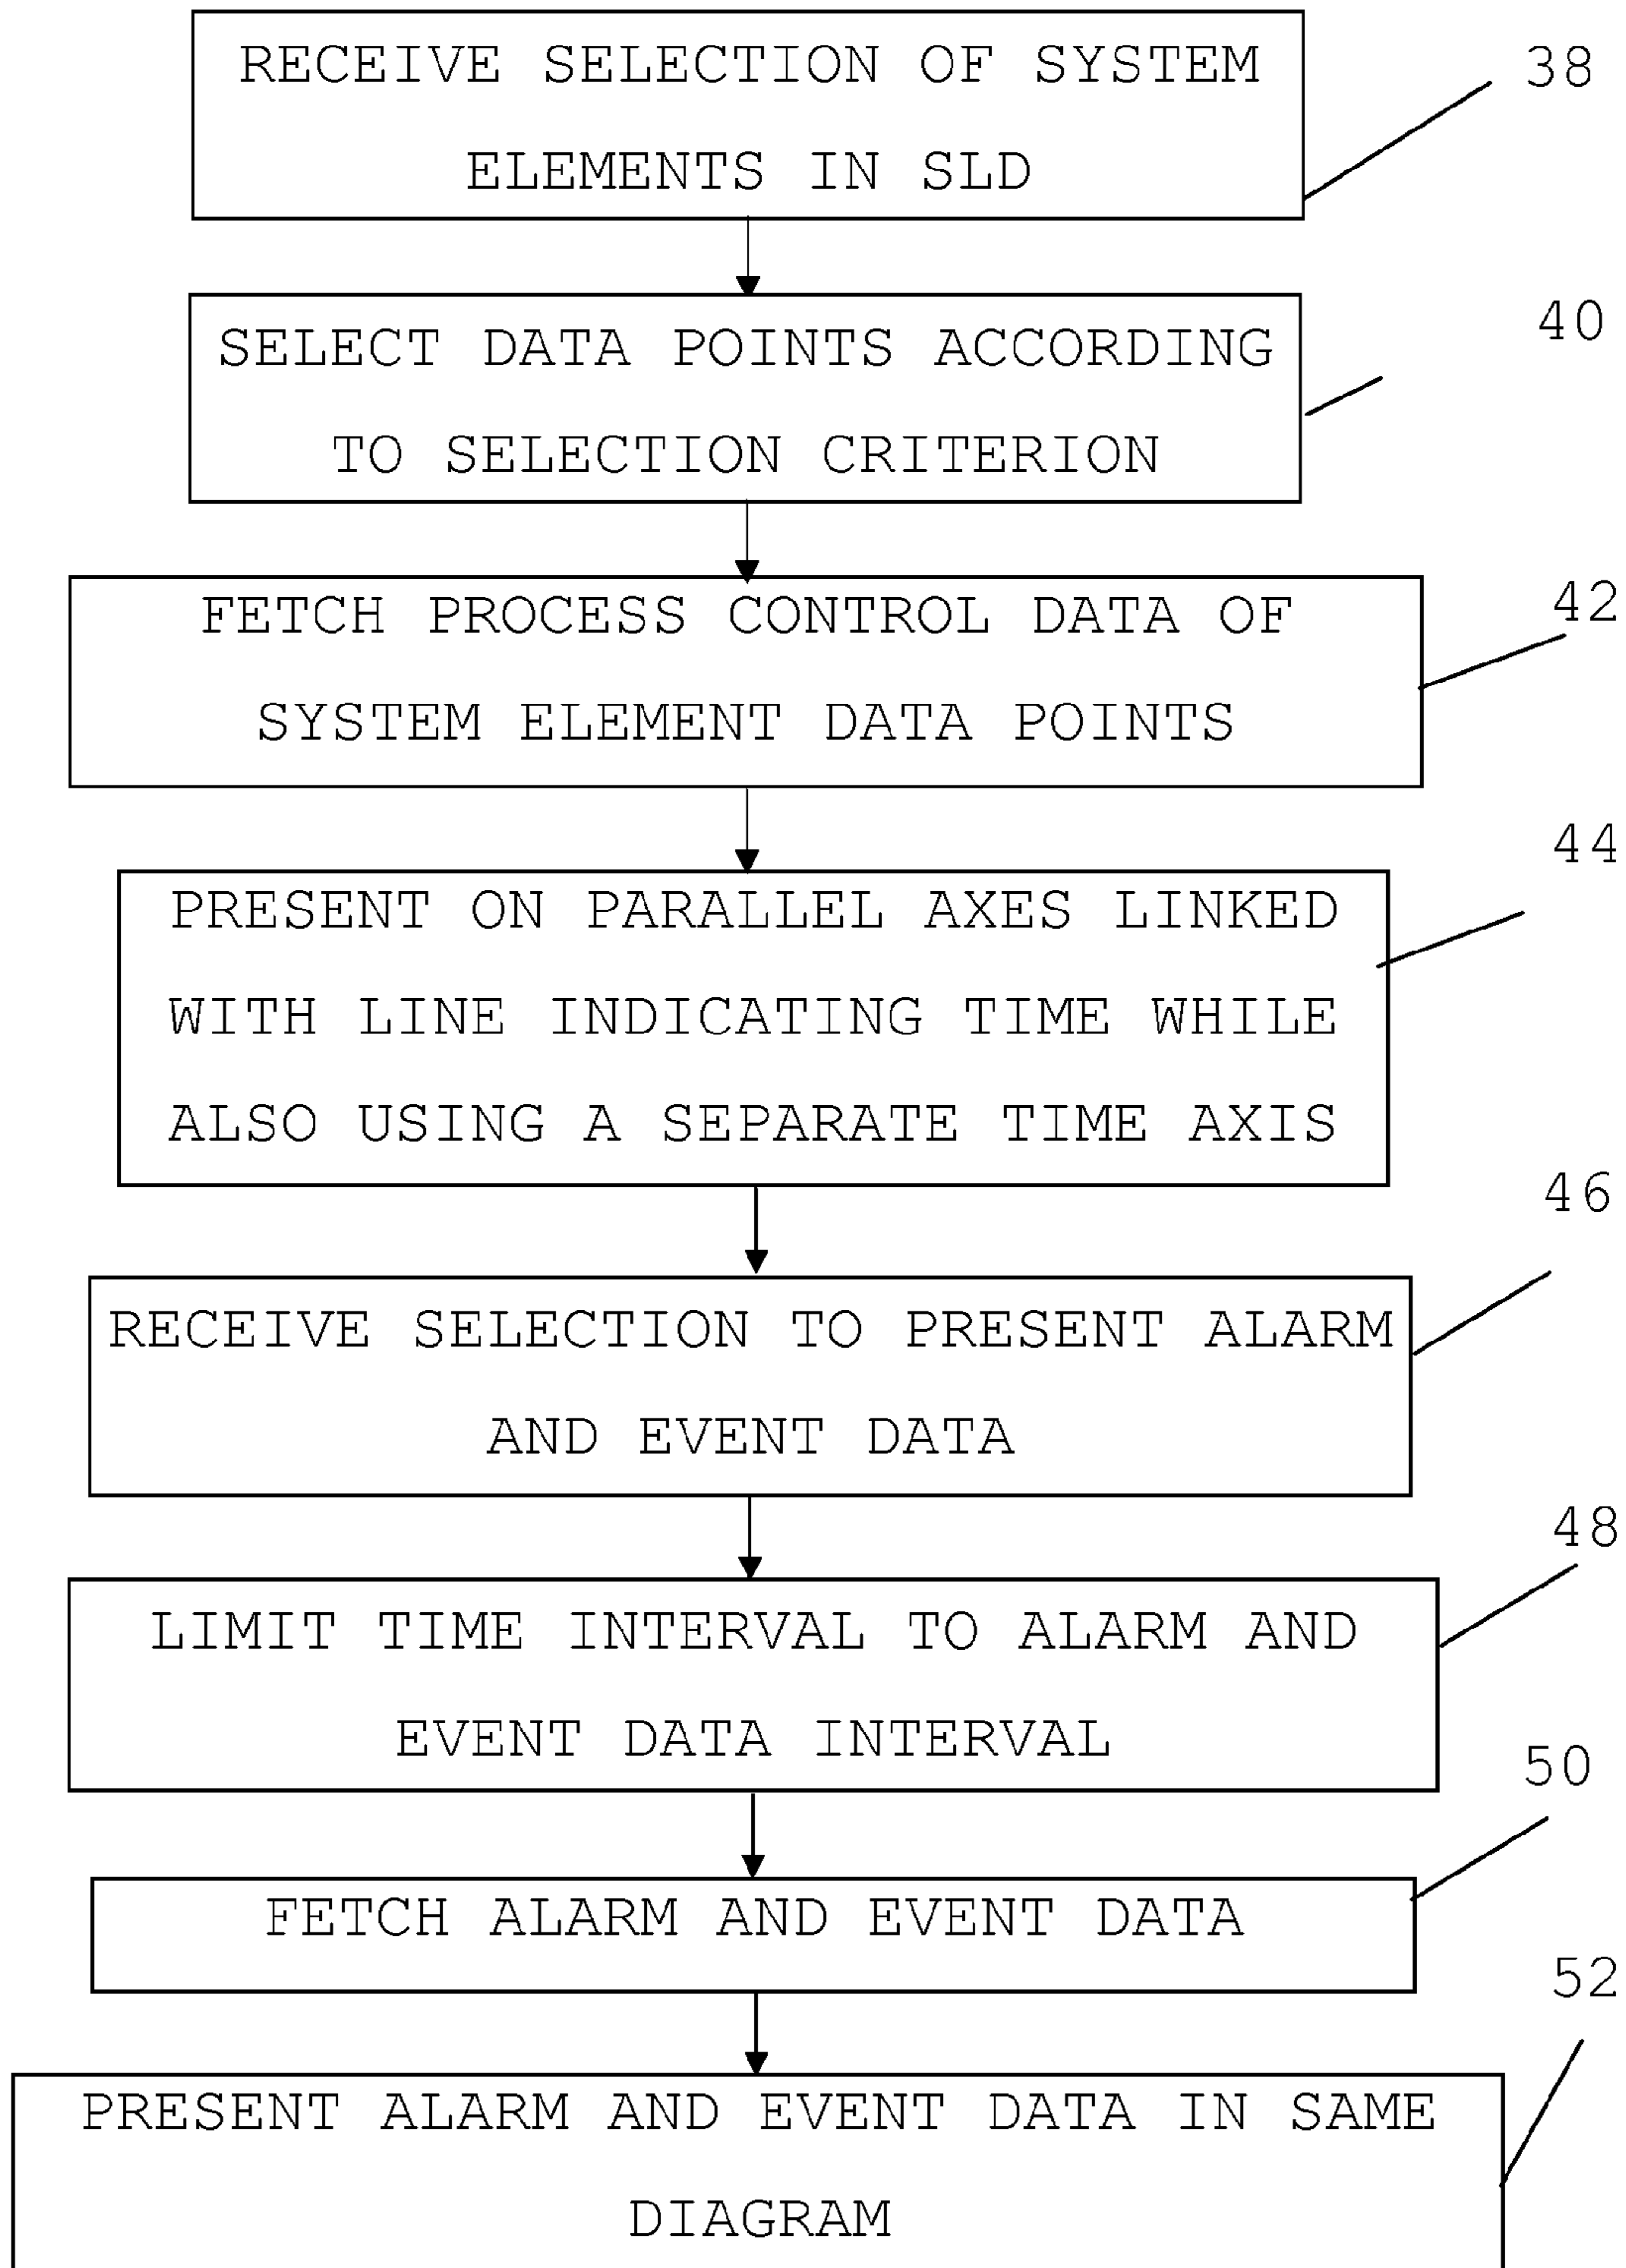 RECEIVE SELECTION OF SYSTEM
ELEMENTS IN SLD
38
SELECT DATA POINTS ACCORDING
TO SELECTION CRITERION
40
FETCH PROCESS CONTROL DATA OF
SYSTEM ELEMENT DATA POINTS
42
PRESENT ON PARALLEL AXES LINKED
WITH LINE INDICATING TIME WHILE
ALSO USING A SEPARATE TIME AXIS
44
RECEIVE SELECTION TO PRESENT ALARM
AND EVENT DATA
46
LIMIT TIME INTERVAL TO ALARM AND
EVENT DATA INTERVAL
48
FETCH ALARM AND EVENT DATA
50
PRESENT ALARM AND EVENT DATA IN SAME
DIAGRAM
52